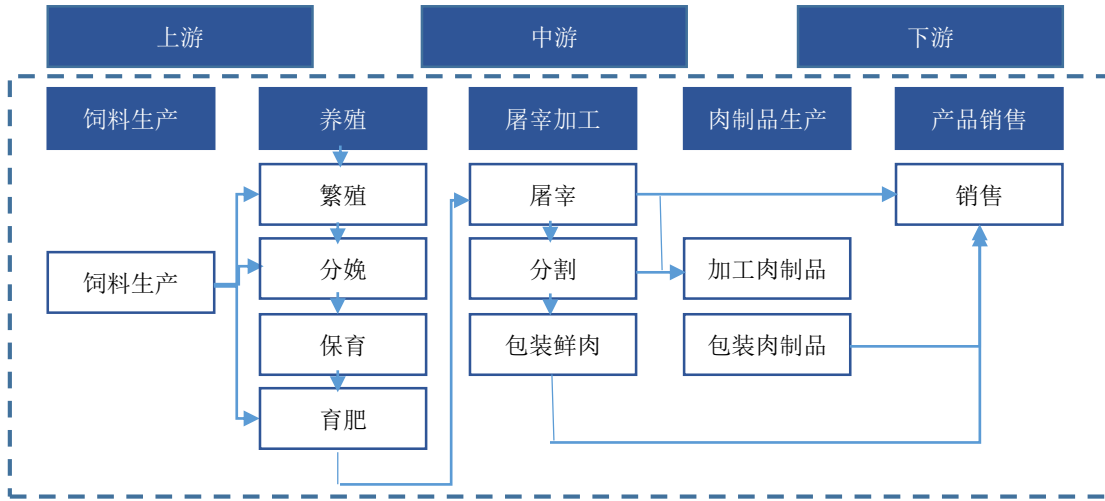 上游
中游
下游
饲料生产
养殖
屠宰加工
肉制品生产
产品销售
繁殖
屠宰
销售
饲料生产
分娩
分割
加工肉制品
保育
包装鲜肉
包装肉制品
育肥